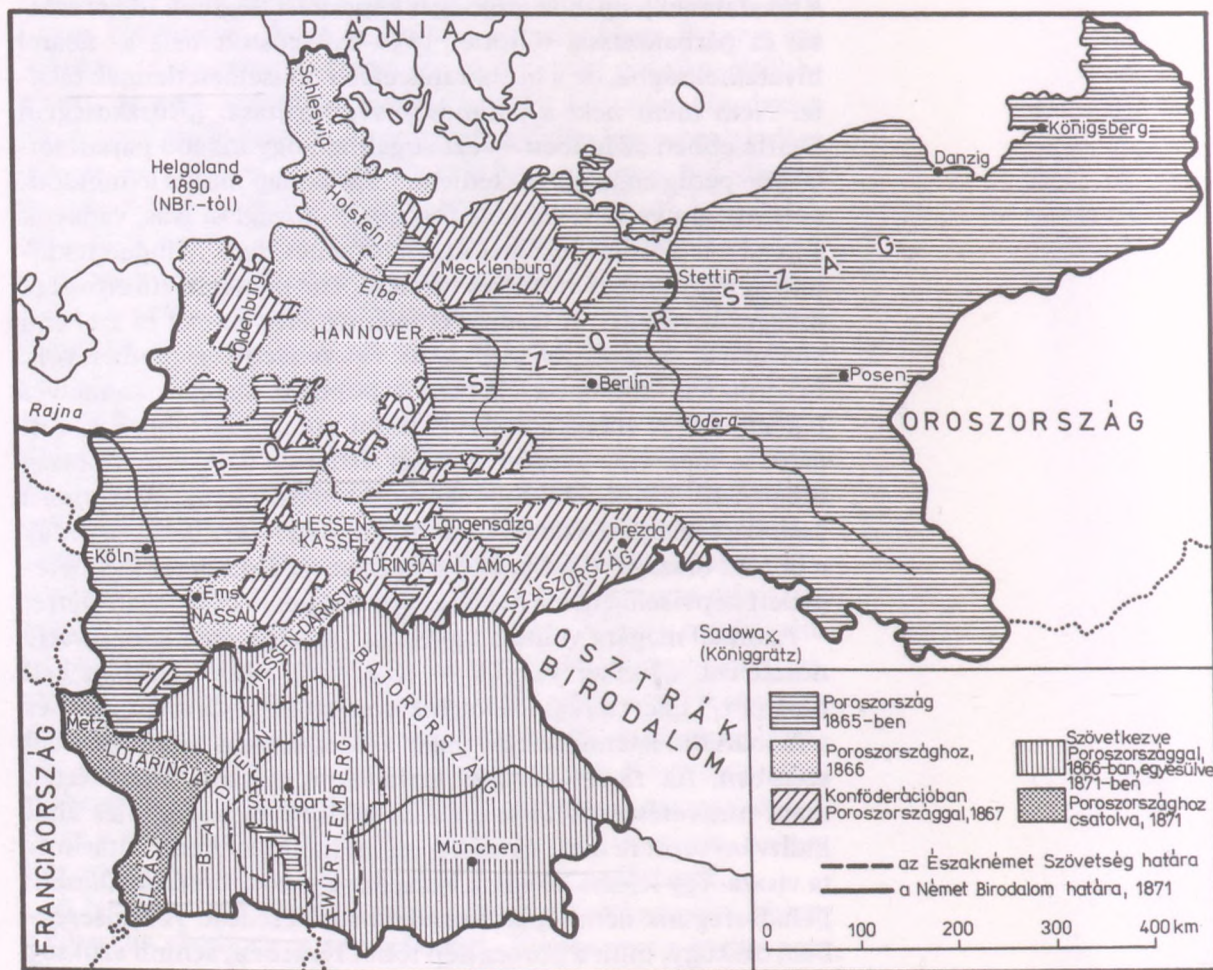 DÁNIA
Schleswig
Königsberg
Danzig
Helgoland
1890
(NBr.-tól)
Holstein
Mecklenburg
Stettin
Elba
Oldenburg
HANNOVER
POROSZORSZÁG
Berlin
Posen
Rajna
Odera
OROSZORSZÁG
HESSEN
KASSEL
Langensalza
Drezda
Köln
TÜRINGIAI ÁLLAMOK
SZÁSZORSZÁG
Ems
NASSAU
HESSEN DARMSTADT
Sadowa
(Königgrätz)
OSZTRÁK
BIRODALOM
BAJORORSZÁG
Metz
LOTARINGIA
FRANCIAORSZÁG
BADEN
Stuttgart
WÜRTTEMBERG
München
ELZÁSZ
Poroszország
1865-ben
Poroszországhoz,
1866
Konföderációban
Poroszországgal, 1867
Szövetkezve
Poroszországgal,
1866-ban, egyesülve
1871-ben
Poroszországhoz
csatolva, 1871
az Északnémet Szövetség határa
a Német Birodalom határa, 1871
0 100 200 300 400 km